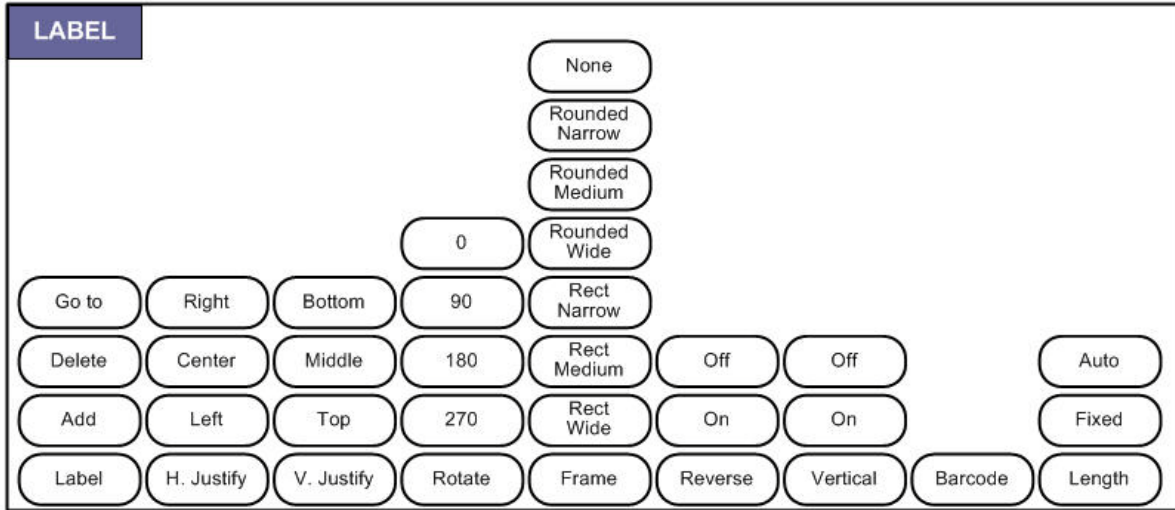 LABEL
None
Rounded
Narrow
Rounded
Medium
0
Rounded
Wide
Go to
Right
Bottom
90
Rect
Narrow
Delete
Center
Middle
180
Rect
Medium
Off
Off
Auto
Add
Left
Top
270
Rect
Wide
On
On
Fixed
Label
H. Justify
V. Justify
Rotate
Frame
Reverse
Vertical
Barcode
Length